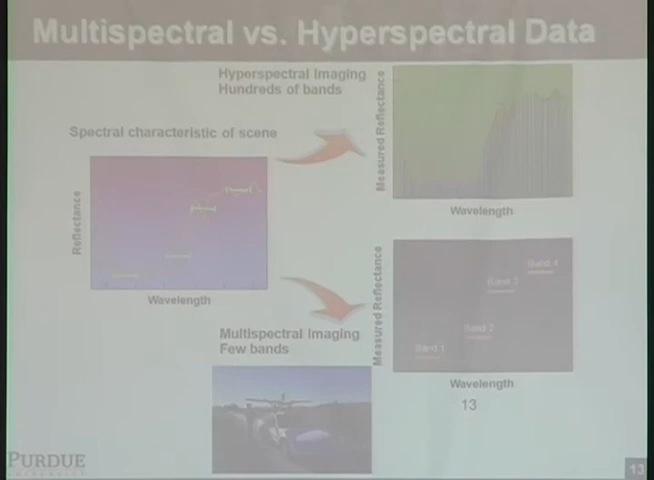 Multispectral vs. Hyperspectral Data
Hyperspectral Imaging
Hundreds of bands
Spectral characteristic of scene
Measured Reflectance
Wavelength
Reflectance
Wavelength
Multispectral Imaging
Few bands
Measured Reflectance
Band 1
Band 2
Band 3
Band 4
Wavelength
13
PURDUE
UNIVERSITY
13